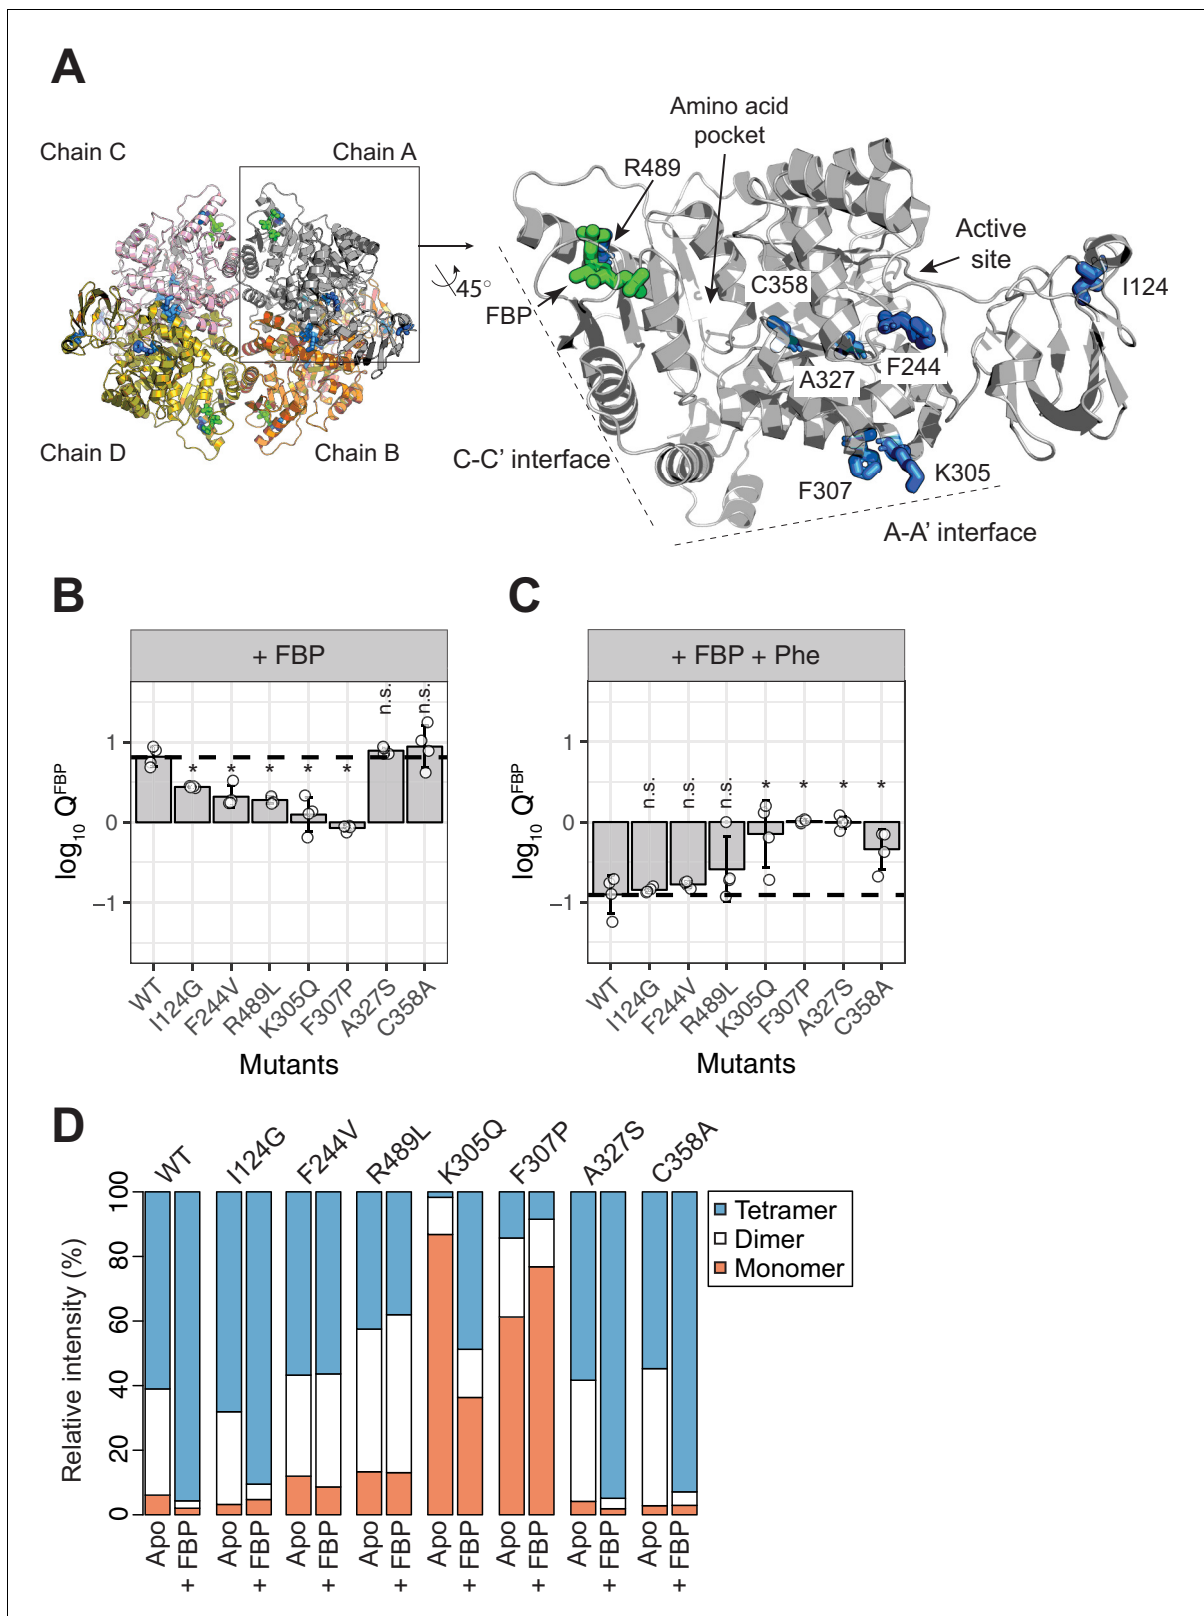 A
Chain C
Chain A
Chain D
Chain B
45°
Amino acid
pocket
R489
FBP
C358
Active
site
I124
A327
F244
C-C' interface
F307
K305
A-A' interface
B
+ FBP
n.s.
n.s.
* * * * *
log10 QFBP
1
0
−1
WT
I124G
F244V
R489L
K305Q
F307P
A327S
C358A
Mutants
C
+ FBP + Phe
n.s.
n.s.
n.s.
* * * *
log10 QFBP
1
0
−1
WT
I124G
F244V
R489L
K305Q
F307P
A327S
C358A
Mutants
D
WT
I124G
F244V
R489L
K305Q
F307P
A327S
C358A
Relative intensity (%)
100
80
60
40
20
0
Tetramer
Dimer
Monomer
Apo
+ FBP
Apo
+ FBP
Apo
+ FBP
Apo
+ FBP
Apo
+ FBP
Apo
+ FBP
Apo
+ FBP
Apo
+ FBP